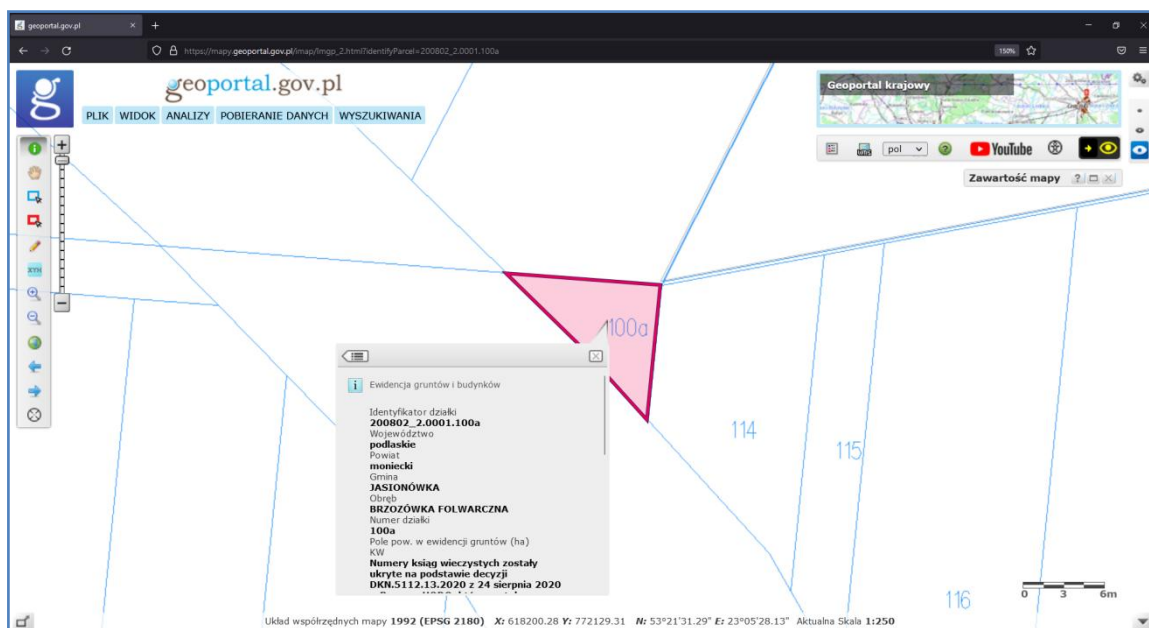 geoportal.gov.pl
https://mapy.geoportal.gov.pl/imap/Imgp_2.html?identifyParcel=200802_2.0001.100a
150%
geoportal.gov.pl
PLIK WIDOK ANALIZY POBIERANIE DANYCH WYSZUKIWANIA
Geoportal krajowy
pol
YouTube
Zawartość mapy
XYH
100a
Ewidencja gruntów i budynków
Identyfikator działki
200802_2.0001.100a
Województwo
podlaskie
Powiat
moniecki
Gmina
JASIONÓWKA
Obręb
BRZOZÓWKA FOLWARCZNA
Numer działki
100a
Pole pow. w ewidencji gruntów (ha)
KW
Numery ksiąg wieczystych zostały
ukryte na podstawie decyzji
DKN.5112.13.2020 z 24 sierpnia 2020
114
115
116
0 3 6m
Układ współrzędnych mapy 1992 (EPSG 2180) X: 618200.28 Y: 772129.31 N: 53°21'31.29" E: 23°05'28.13" Aktualna Skala 1:250